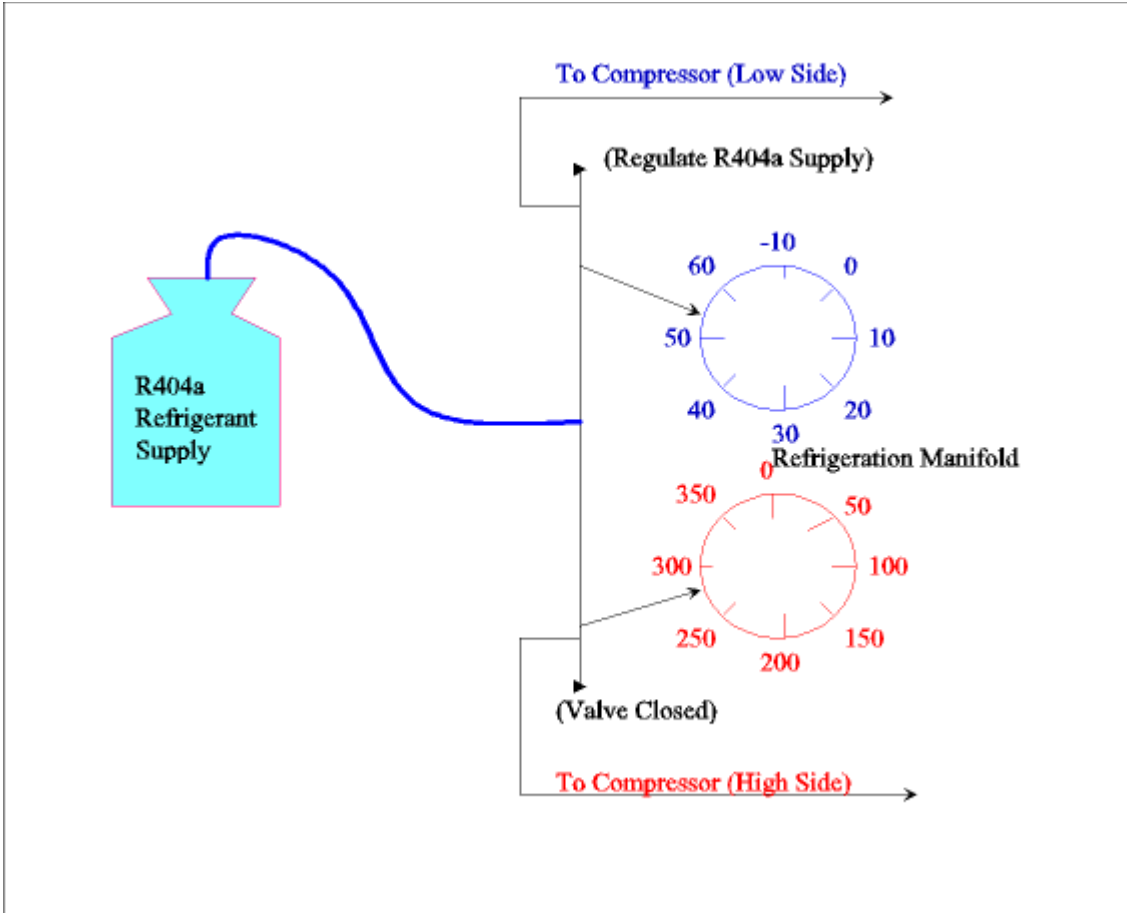 To Compressor (Low Side)
(Regulate R404a Supply)
-10
60
0
50
10
40
20
30
R404a
Refrigerant
Supply
Refrigeration Manifold
0
350
50
300
100
250
150
200
(Valve Closed)
To Compressor (High Side)